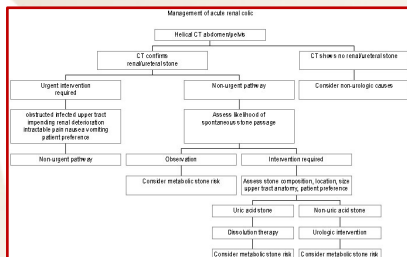 Management of acute renal colic
Helical CT abdomen/pelvis
CT confirms
renal/ureteral stone
CT shows no renal/ureteral stone
Urgent intervention
required
Non-urgent pathway
Consider non-urologic causes
obstructed infected upper tract
impending renal deterioration
intractable pain nausea vomiting
patient preference
Assess likelihood of
spontaneous stone passage
Non-urgent pathway
Observation
Intervention required
Consider metabolic stone risk
Assess stone composition, location, size
upper tract anatomy, patient preference
Uric acid stone
Non-uric acid stone
Dissolution therapy
Urologic intervention
Consider metabolic stone risk
Consider metabolic stone risk